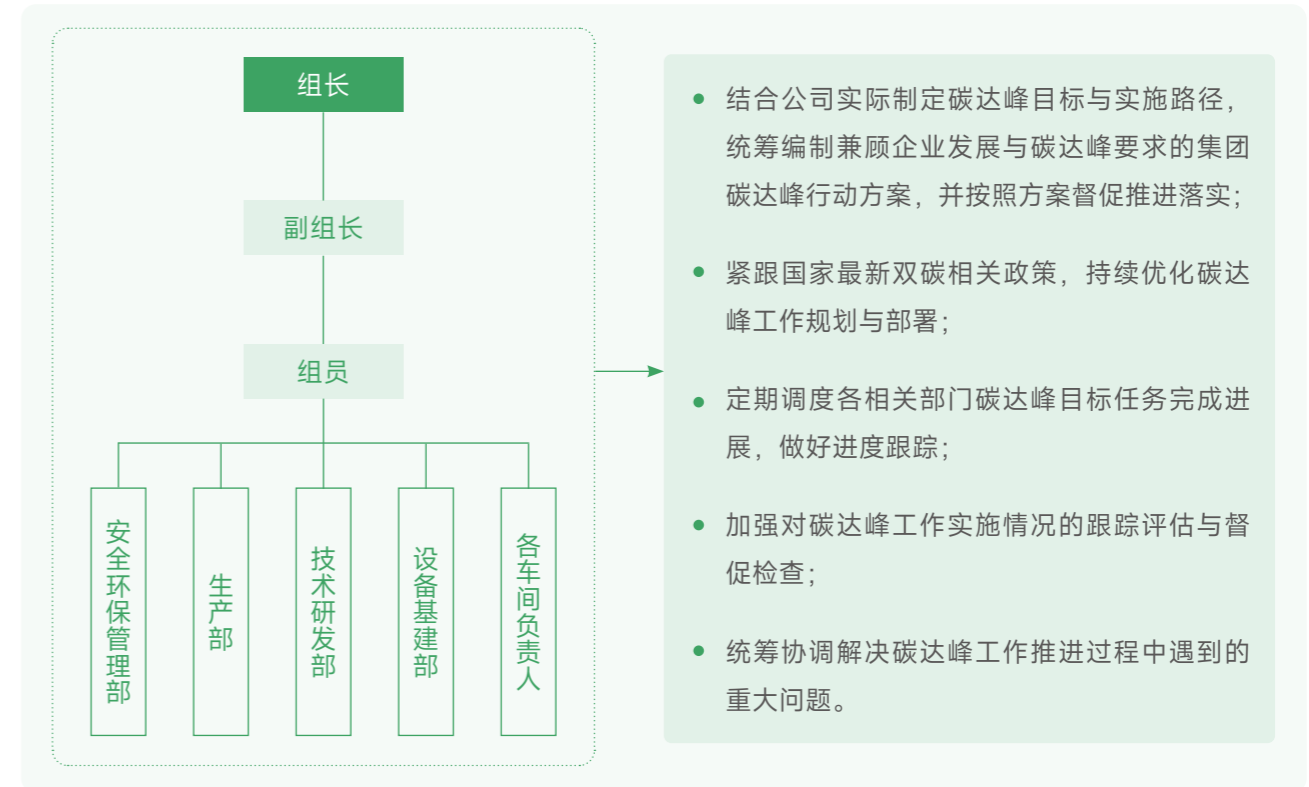 组长
副组长
组员
安全环保管理部
生产部
技术研发部
设备基建部
各车间负责人
结合公司实际制定碳达峰目标与实施路径，
统筹编制兼顾企业发展与碳达峰要求的集团
碳达峰行动方案，并按照方案督促推进落实；
紧跟国家最新双碳相关政策，持续优化碳达
峰工作规划与部署；
定期调度各相关部门碳达峰目标任务完成进
展，做好进度跟踪；
加强对碳达峰工作实施情况的跟踪评估与督
促检查；
统筹协调解决碳达峰工作推进过程中遇到的
重大问题。